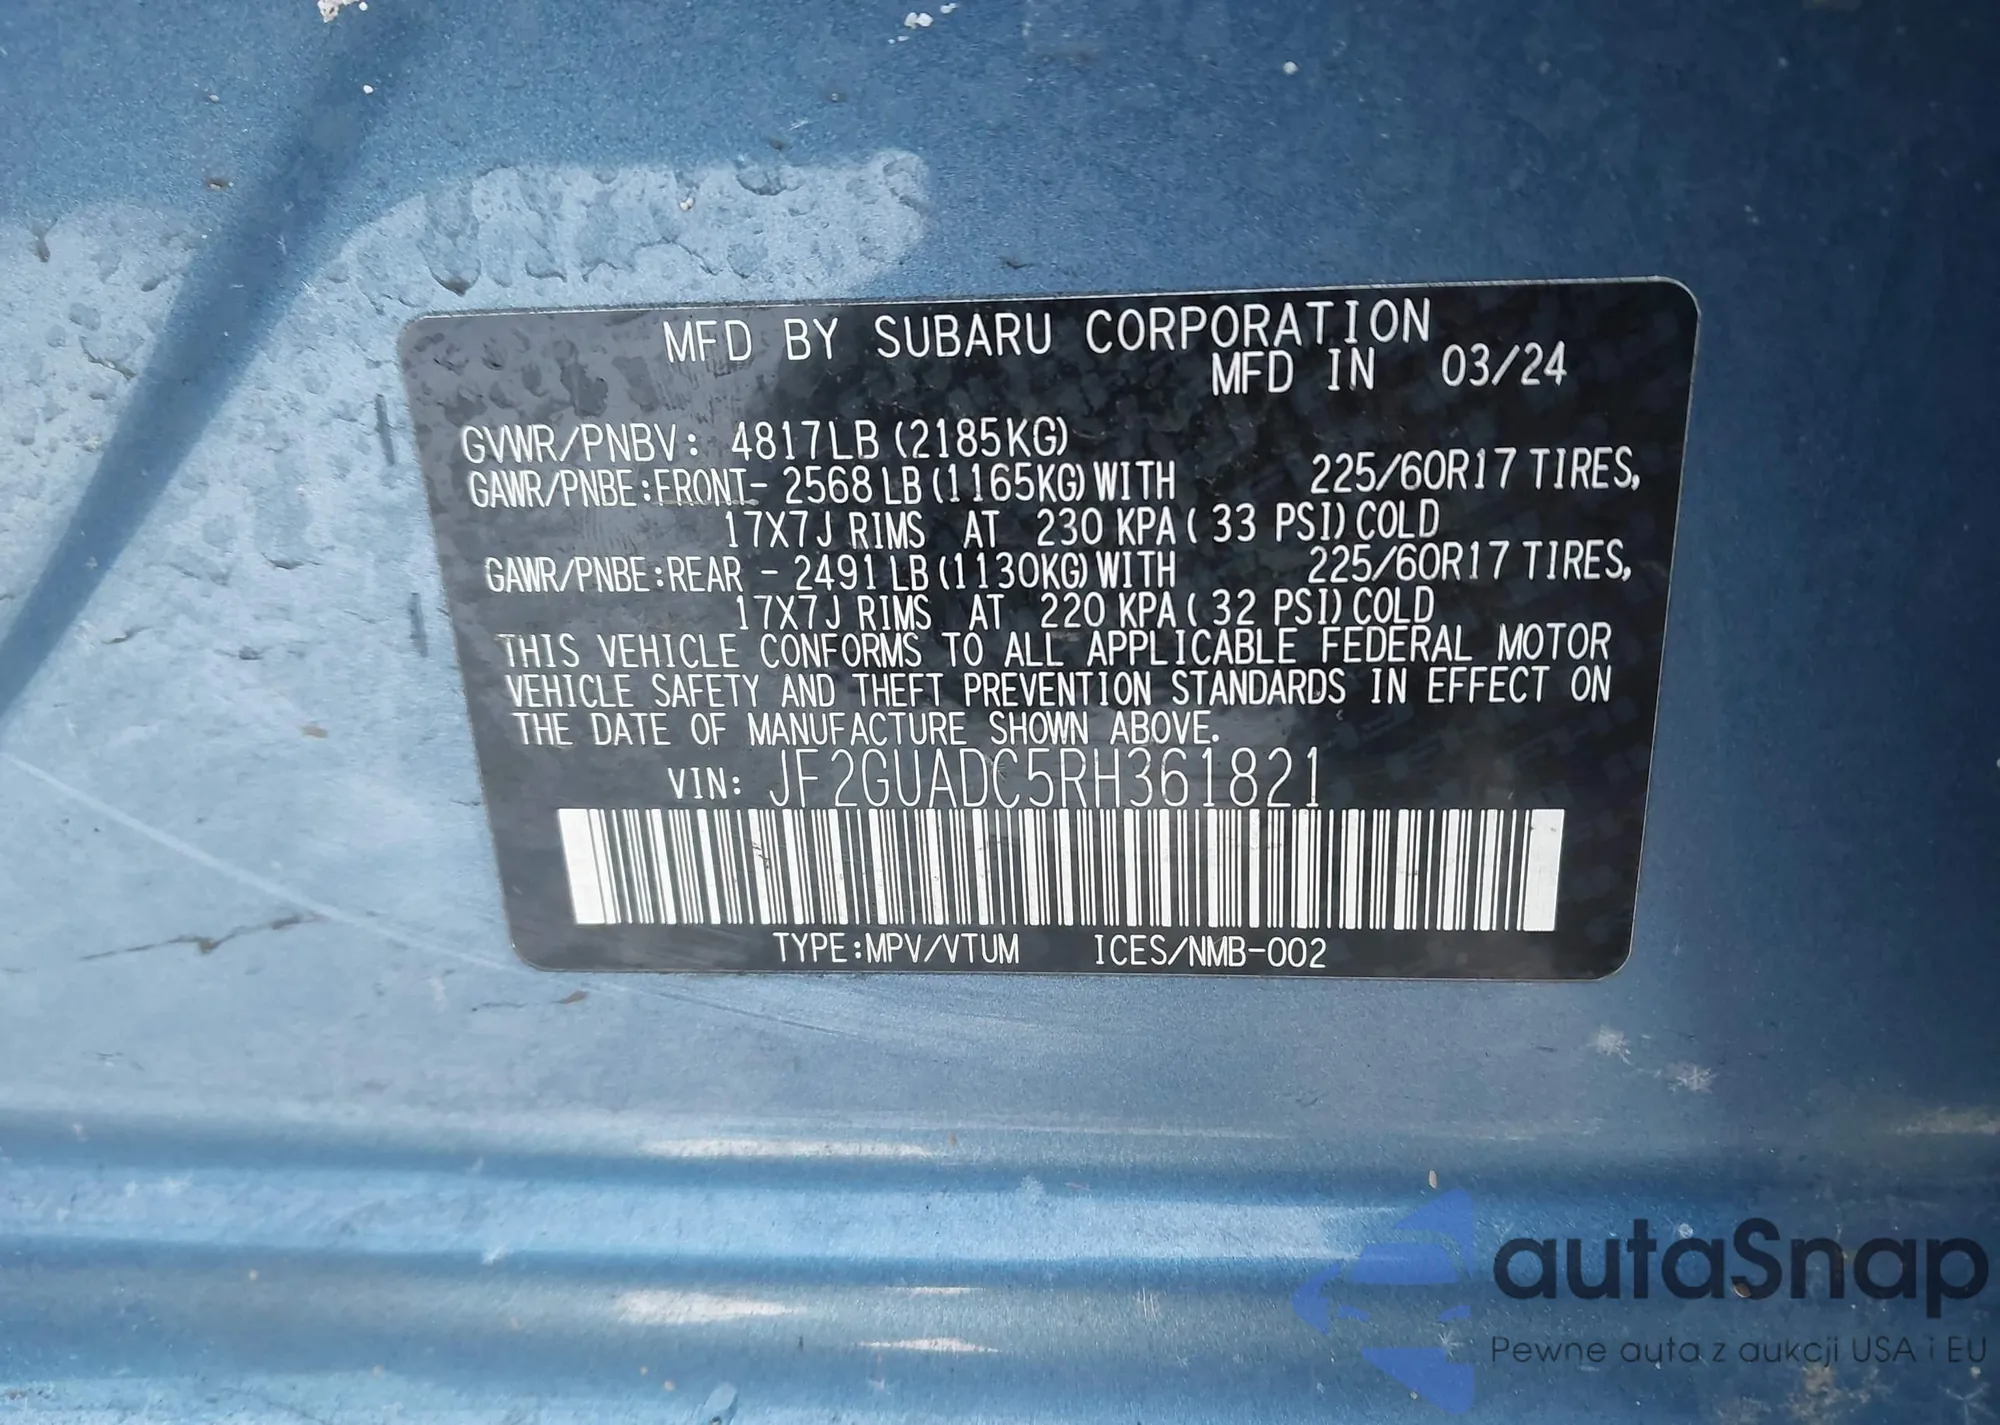 MFD BY SUBARU CORPORATION
MFD IN 03/24
GVWR/PNBV: 4817LB (2185KG)
GAWR/PNBE:FRONT- 2568 LB (1165KG) WITH 225/60R17 TIRES,
17X7J RIMS AT 230 KPA ( 33 PSI) COLD
GAWR/PNBE:REAR - 2491 LB (1130KG) WITH 225/60R17 TIRES,
17X7J RIMS AT 220 KPA ( 32 PSI) COLD
THIS VEHICLE CONFORMS TO ALL APPLICABLE FEDERAL MOTOR
VEHICLE SAFETY AND THEFT PREVENTION STANDARDS IN EFFECT ON
THE DATE OF MANUFACTURE SHOWN ABOVE.
VIN: JF2GUADC5RH361821
TYPE:MPV/VTUM ICES/NMB-002
autaSnap
Pewne auta z aukcji USA i EU